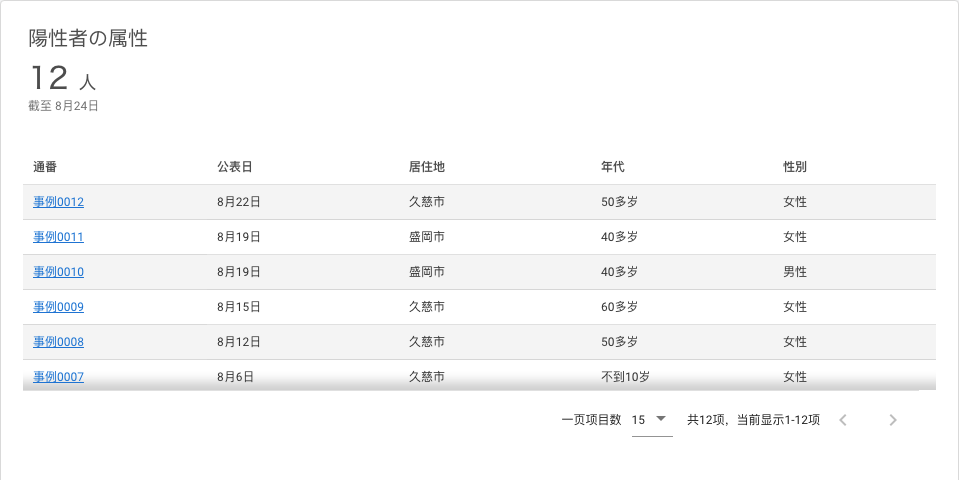 陽性者の属性
12 人
截至 8月24日
通番 公表日 居住地 年代 性別
事例0012 8月22日 久慈市 50多岁 女性
事例0011 8月19日 盛岡市 40多岁 女性
事例0010 8月19日 盛岡市 40多岁 男性
事例0009 8月15日 久慈市 60多岁 女性
事例0008 8月12日 久慈市 50多岁 女性
事例0007 8月6日 久慈市 不到10岁 女性
一页项目数 15 共12项，当前显示1-12项